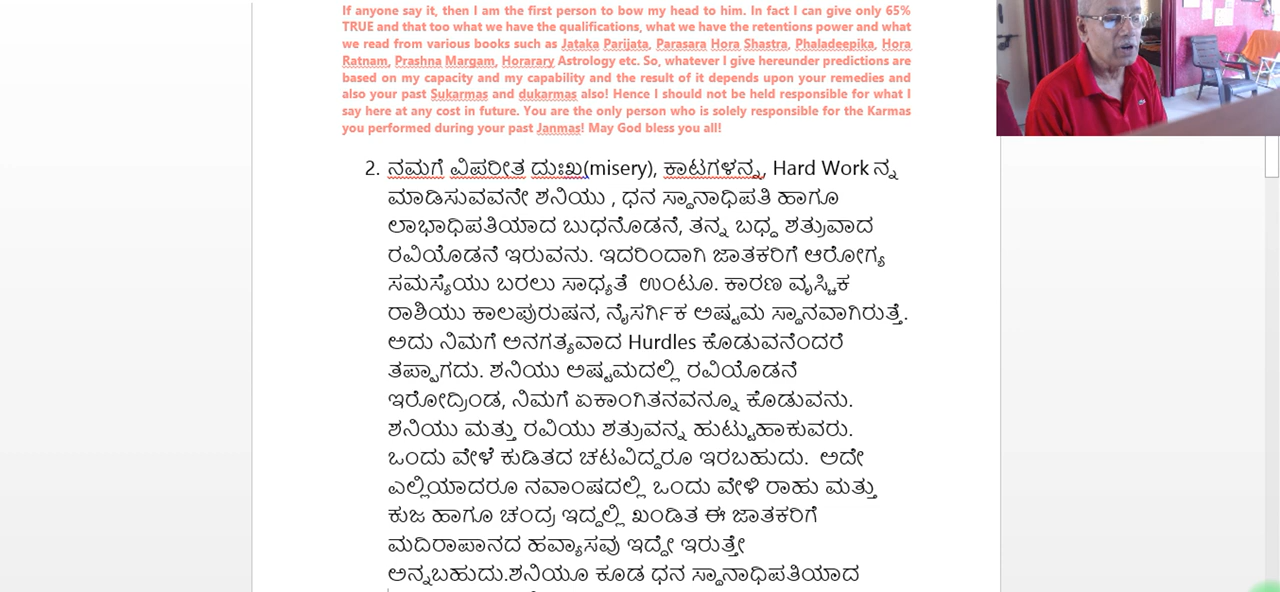 If anyone say it, then I am the first person to bow my head to him. In fact I can give only 65%
TRUE and that too what we have the qualifications, what we have the retentions power and what
we read from various books such as Jataka Parijata, Parasara Hora Shastra, Phaladeepika, Hora
Ratnam, Prashna Margam, Horarary Astrology etc. So, whatever I give hereunder predictions are
based on my capacity and my capability and the result of it depends upon your remedies and
also your past Sukarmas and dukarmas also! Hence I should not be held responsible for what I
say here at any cost in future. You are the only person who is solely responsible for the Karmas
you performed during your past Janmas! May God bless you all!
2. ನಮಗೆ ವಿಪರೀತ ದುಃಖ(misery), ಕಾಟಗಳನ್ನ, Hard Work ನ್ನ
ಮಾಡಿಸುವವನೇ ಶನಿಯು , ಧನ ಸ್ಥಾನಾಧಿಪತಿ ಹಾಗೂ
ಲಾಭಾಧಿಪತಿಯಾದ ಬುಧನೊಡನೆ, ತನ್ನ ಬಧ್ದ ಶತ್ರುವಾದ
ರವಿಯೊಡನೆ ಇರುವನು. ಇದರಿಂದಾಗಿ ಜಾತಕರಿಗೆ ಆರೋಗ್ಯ
ಸಮಸ್ಯೆಯು ಬರಲು ಸಾಧ್ಯತೆ ಉಂಟೂ. ಕಾರಣ ವೃಸ್ಚಿಕ
ರಾಶಿಯು ಕಾಲಪುರುಷನ, ನೈಸರ್ಗಿಕ ಅಷ್ಟಮ ಸ್ಥಾನವಾಗಿರುತ್ತೆ.
ಅದು ನಿಮಗೆ ಅನಗತ್ಯವಾದ Hurdles ಕೊಡುವನೆಂದರೆ
ತಪ್ಪಾಗದು. ಶನಿಯು ಅಷ್ಟಮದಲ್ಲಿ ರವಿಯೊಡನೆ
ಇರೋದ್ರಿಂಡ, ನಿಮಗೆ ಏಕಾಂಗಿತನವನ್ನೂ ಕೊಡುವನು.
ಶನಿಯು ಮತ್ತು ರವಿಯು ಶತ್ರುವನ್ನ ಹುಟ್ಟುಹಾಕುವರು.
ಒಂದು ವೇಳೆ ಕುಡಿತದ ಚಟವಿದ್ದರೂ ಇರಬಹುದು. ಅದೇ
ಎಲ್ಲಿಯಾದರೂ ನವಾಂಷದಲ್ಲಿ ಒಂದು ವೇಳೆ ರಾಹು ಮತ್ತು
ಕುಜ ಹಾಗೂ ಚಂದ್ರ ಇದ್ದಲ್ಲಿ ಖಂಡಿತ ಈ ಜಾತಕರಿಗೆ
ಮದಿರಾಪಾನದ ಹವ್ಯಾಸವು ಇದ್ದೇ ಇರುತ್ತೇ
ಅನ್ನಬಹುದು.ಶನಿಯೂ ಕೂಡ ಧನ ಸ್ಥಾನಾಧಿಪತಿಯಾದ